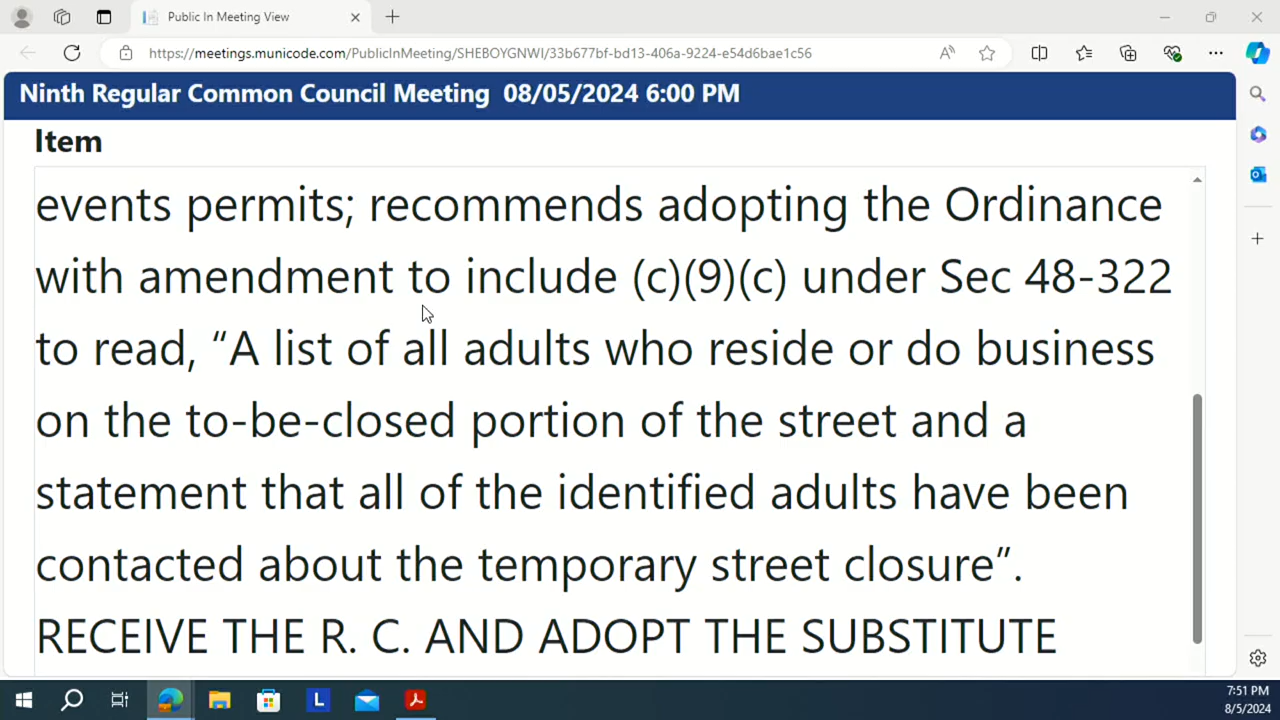 Public In Meeting View
https://meetings.municode.com/PublicInMeeting/SHEBOYGNWI/33b677bf-bd13-406a-9224-e54d6bae1c56
Ninth Regular Common Council Meeting 08/05/2024 6:00 PM
Item
events permits; recommends adopting the Ordinance
with amendment to include (c)(9)(c) under Sec 48-322
to read, “A list of all adults who reside or do business
on the to-be-closed portion of the street and a
statement that all of the identified adults have been
contacted about the temporary street closure”.
RECEIVE THE R. C. AND ADOPT THE SUBSTITUTE
L
7:51 PM
8/5/2024